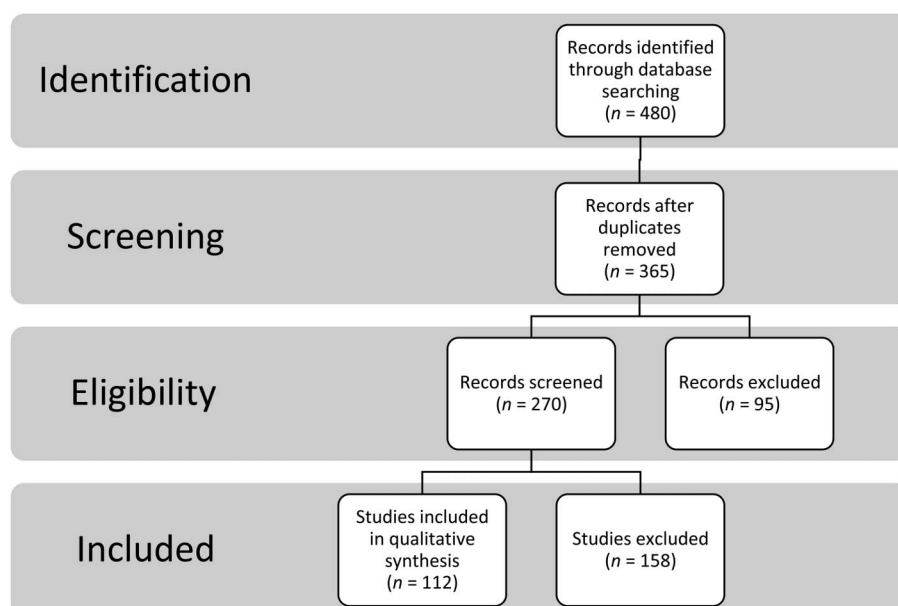 Identification
Records identified
through database
searching
(n = 480)
Screening
Records after
duplicates
removed
(n = 365)
Eligibility
Records screened
(n = 270)
Records excluded
(n = 95)
Included
Studies included
in qualitative
synthesis
(n = 112)
Studies excluded
(n = 158)